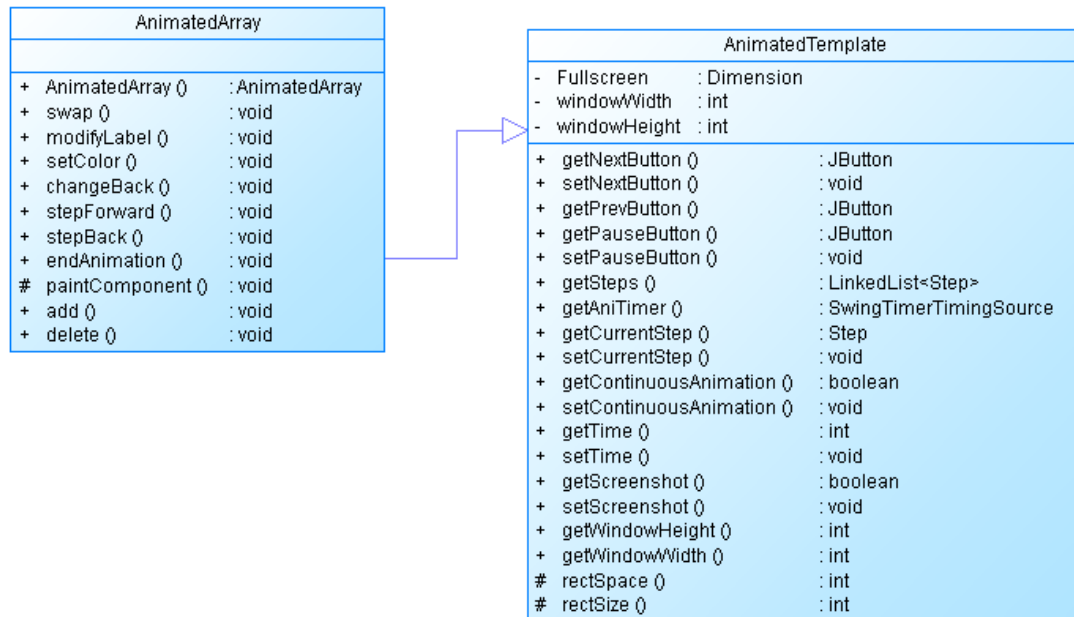 AnimatedArray
+ AnimatedArray () : AnimatedArray
+ swap () : void
+ modifyLabel () : void
+ setColor () : void
+ changeBack () : void
+ stepForward () : void
+ stepBack () : void
+ endAnimation () : void
# paintComponent () : void
+ add () : void
+ delete () : void
AnimatedTemplate
- Fullscreen : Dimension
- windowWidth : int
- windowHeight : int
+ getNextButton () : JButton
+ setNextButton () : void
+ getPrevButton () : JButton
+ getPauseButton () : JButton
+ setPauseButton () : void
+ getSteps () : LinkedList<Step>
+ getAniTimer () : SwingTimerTimingSource
+ getCurrentStep () : Step
+ setCurrentStep () : void
+ getContinuousAnimation () : boolean
+ setContinuousAnimation () : void
+ getTime () : int
+ setTime () : void
+ getScreenshot () : boolean
+ setScreenshot () : void
+ getWindowHeight () : int
+ getWindowWidth () : int
# rectSpace () : int
# rectSize () : int